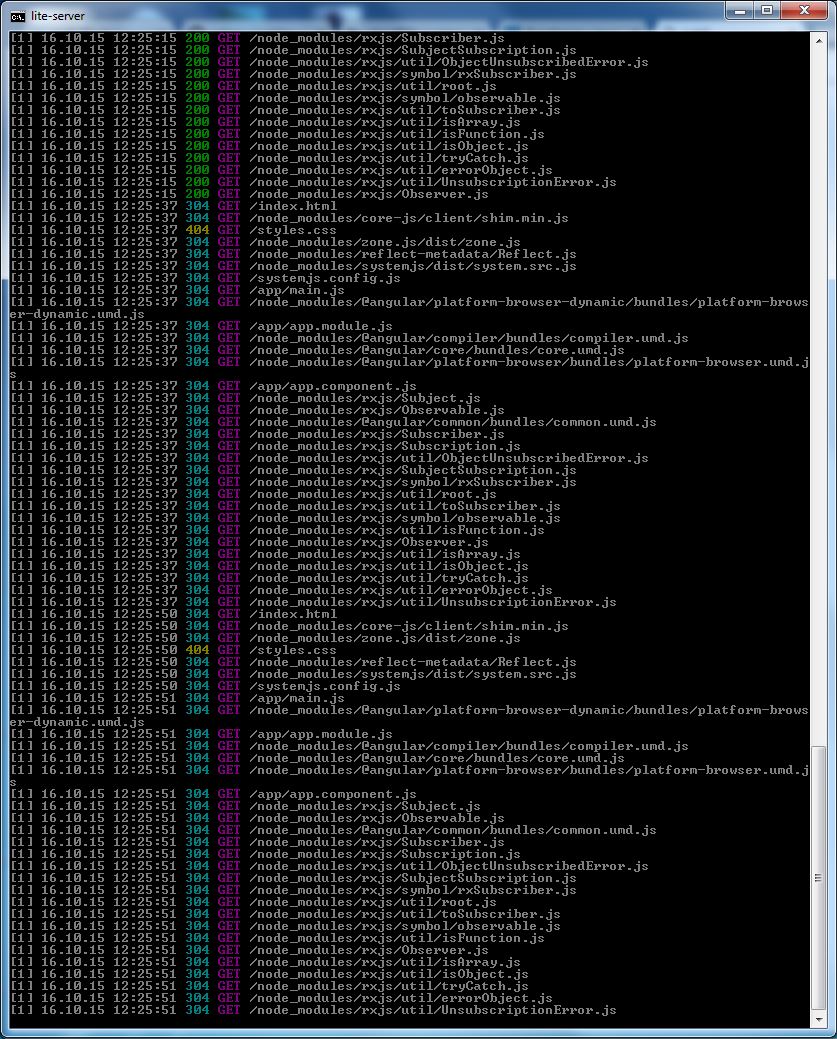 lite-server
[1] 16.10.15 12:25:15 200 GET /node_modules/rxjs/Subscriber.js
[1] 16.10.15 12:25:15 200 GET /node_modules/rxjs/SubjectSubscription.js
[1] 16.10.15 12:25:15 200 GET /node_modules/rxjs/util/ObjectUnsubscribedError.js
[1] 16.10.15 12:25:15 200 GET /node_modules/rxjs/symbol/rxSubscriber.js
[1] 16.10.15 12:25:15 200 GET /node_modules/rxjs/util/root.js
[1] 16.10.15 12:25:15 200 GET /node_modules/rxjs/symbol/observable.js
[1] 16.10.15 12:25:15 200 GET /node_modules/rxjs/util/toSubscriber.js
[1] 16.10.15 12:25:15 200 GET /node_modules/rxjs/util/isArray.js
[1] 16.10.15 12:25:15 200 GET /node_modules/rxjs/util/isFunction.js
[1] 16.10.15 12:25:15 200 GET /node_modules/rxjs/util/isObject.js
[1] 16.10.15 12:25:15 200 GET /node_modules/rxjs/util/tryCatch.js
[1] 16.10.15 12:25:15 200 GET /node_modules/rxjs/util/errorObject.js
[1] 16.10.15 12:25:15 200 GET /node_modules/rxjs/util/UnsubscriptionError.js
[1] 16.10.15 12:25:15 200 GET /node_modules/rxjs/Observer.js
[1] 16.10.15 12:25:37 304 GET /index.html
[1] 16.10.15 12:25:37 304 GET /node_modules/core-js/client/shim.min.js
[1] 16.10.15 12:25:37 404 GET /styles.css
[1] 16.10.15 12:25:37 304 GET /node_modules/zone.js/dist/zone.js
[1] 16.10.15 12:25:37 304 GET /node_modules/reflect-metadata/Reflect.js
[1] 16.10.15 12:25:37 304 GET /node_modules/systemjs/dist/system.src.js
[1] 16.10.15 12:25:37 304 GET /systemjs.config.js
[1] 16.10.15 12:25:37 304 GET /app/main.js
[1] 16.10.15 12:25:37 304 GET /node_modules/@angular/platform-browser-dynamic/bundles/platform-brows
er-dynamic.umd.js
[1] 16.10.15 12:25:37 304 GET /app/app.module.js
[1] 16.10.15 12:25:37 304 GET /node_modules/@angular/compiler/bundles/compiler.umd.js
[1] 16.10.15 12:25:37 304 GET /node_modules/@angular/core/bundles/core.umd.js
[1] 16.10.15 12:25:37 304 GET /node_modules/@angular/platform-browser/bundles/platform-browser.umd.j
s
[1] 16.10.15 12:25:37 304 GET /app/app.component.js
[1] 16.10.15 12:25:37 304 GET /node_modules/rxjs/Subject.js
[1] 16.10.15 12:25:37 304 GET /node_modules/rxjs/Observable.js
[1] 16.10.15 12:25:37 304 GET /node_modules/@angular/common/bundles/common.umd.js
[1] 16.10.15 12:25:37 304 GET /node_modules/rxjs/Subscriber.js
[1] 16.10.15 12:25:37 304 GET /node_modules/rxjs/Subscription.js
[1] 16.10.15 12:25:37 304 GET /node_modules/rxjs/util/ObjectUnsubscribedError.js
[1] 16.10.15 12:25:37 304 GET /node_modules/rxjs/SubjectSubscription.js
[1] 16.10.15 12:25:37 304 GET /node_modules/rxjs/symbol/rxSubscriber.js
[1] 16.10.15 12:25:37 304 GET /node_modules/rxjs/util/root.js
[1] 16.10.15 12:25:37 304 GET /node_modules/rxjs/util/toSubscriber.js
[1] 16.10.15 12:25:37 304 GET /node_modules/rxjs/symbol/observable.js
[1] 16.10.15 12:25:37 304 GET /node_modules/rxjs/util/isFunction.js
[1] 16.10.15 12:25:37 304 GET /node_modules/rxjs/Observer.js
[1] 16.10.15 12:25:37 304 GET /node_modules/rxjs/util/isArray.js
[1] 16.10.15 12:25:37 304 GET /node_modules/rxjs/util/isObject.js
[1] 16.10.15 12:25:37 304 GET /node_modules/rxjs/util/tryCatch.js
[1] 16.10.15 12:25:37 304 GET /node_modules/rxjs/util/errorObject.js
[1] 16.10.15 12:25:37 304 GET /node_modules/rxjs/util/UnsubscriptionError.js
[1] 16.10.15 12:25:50 304 GET /index.html
[1] 16.10.15 12:25:50 304 GET /node_modules/core-js/client/shim.min.js
[1] 16.10.15 12:25:50 304 GET /node_modules/zone.js/dist/zone.js
[1] 16.10.15 12:25:50 404 GET /styles.css
[1] 16.10.15 12:25:50 304 GET /node_modules/reflect-metadata/Reflect.js
[1] 16.10.15 12:25:50 304 GET /node_modules/systemjs/dist/system.src.js
[1] 16.10.15 12:25:50 304 GET /systemjs.config.js
[1] 16.10.15 12:25:51 304 GET /app/main.js
[1] 16.10.15 12:25:51 304 GET /node_modules/@angular/platform-browser-dynamic/bundles/platform-brows
er-dynamic.umd.js
[1] 16.10.15 12:25:51 304 GET /app/app.module.js
[1] 16.10.15 12:25:51 304 GET /node_modules/@angular/compiler/bundles/compiler.umd.js
[1] 16.10.15 12:25:51 304 GET /node_modules/@angular/core/bundles/core.umd.js
[1] 16.10.15 12:25:51 304 GET /node_modules/@angular/platform-browser/bundles/platform-browser.umd.j
s
[1] 16.10.15 12:25:51 304 GET /app/app.component.js
[1] 16.10.15 12:25:51 304 GET /node_modules/rxjs/Subject.js
[1] 16.10.15 12:25:51 304 GET /node_modules/rxjs/Observable.js
[1] 16.10.15 12:25:51 304 GET /node_modules/@angular/common/bundles/common.umd.js
[1] 16.10.15 12:25:51 304 GET /node_modules/rxjs/Subscriber.js
[1] 16.10.15 12:25:51 304 GET /node_modules/rxjs/Subscription.js
[1] 16.10.15 12:25:51 304 GET /node_modules/rxjs/util/ObjectUnsubscribedError.js
[1] 16.10.15 12:25:51 304 GET /node_modules/rxjs/SubjectSubscription.js
[1] 16.10.15 12:25:51 304 GET /node_modules/rxjs/symbol/rxSubscriber.js
[1] 16.10.15 12:25:51 304 GET /node_modules/rxjs/util/root.js
[1] 16.10.15 12:25:51 304 GET /node_modules/rxjs/util/toSubscriber.js
[1] 16.10.15 12:25:51 304 GET /node_modules/rxjs/symbol/observable.js
[1] 16.10.15 12:25:51 304 GET /node_modules/rxjs/util/isFunction.js
[1] 16.10.15 12:25:51 304 GET /node_modules/rxjs/Observer.js
[1] 16.10.15 12:25:51 304 GET /node_modules/rxjs/util/isArray.js
[1] 16.10.15 12:25:51 304 GET /node_modules/rxjs/util/isObject.js
[1] 16.10.15 12:25:51 304 GET /node_modules/rxjs/util/tryCatch.js
[1] 16.10.15 12:25:51 304 GET /node_modules/rxjs/util/errorObject.js
[1] 16.10.15 12:25:51 304 GET /node_modules/rxjs/util/UnsubscriptionError.js